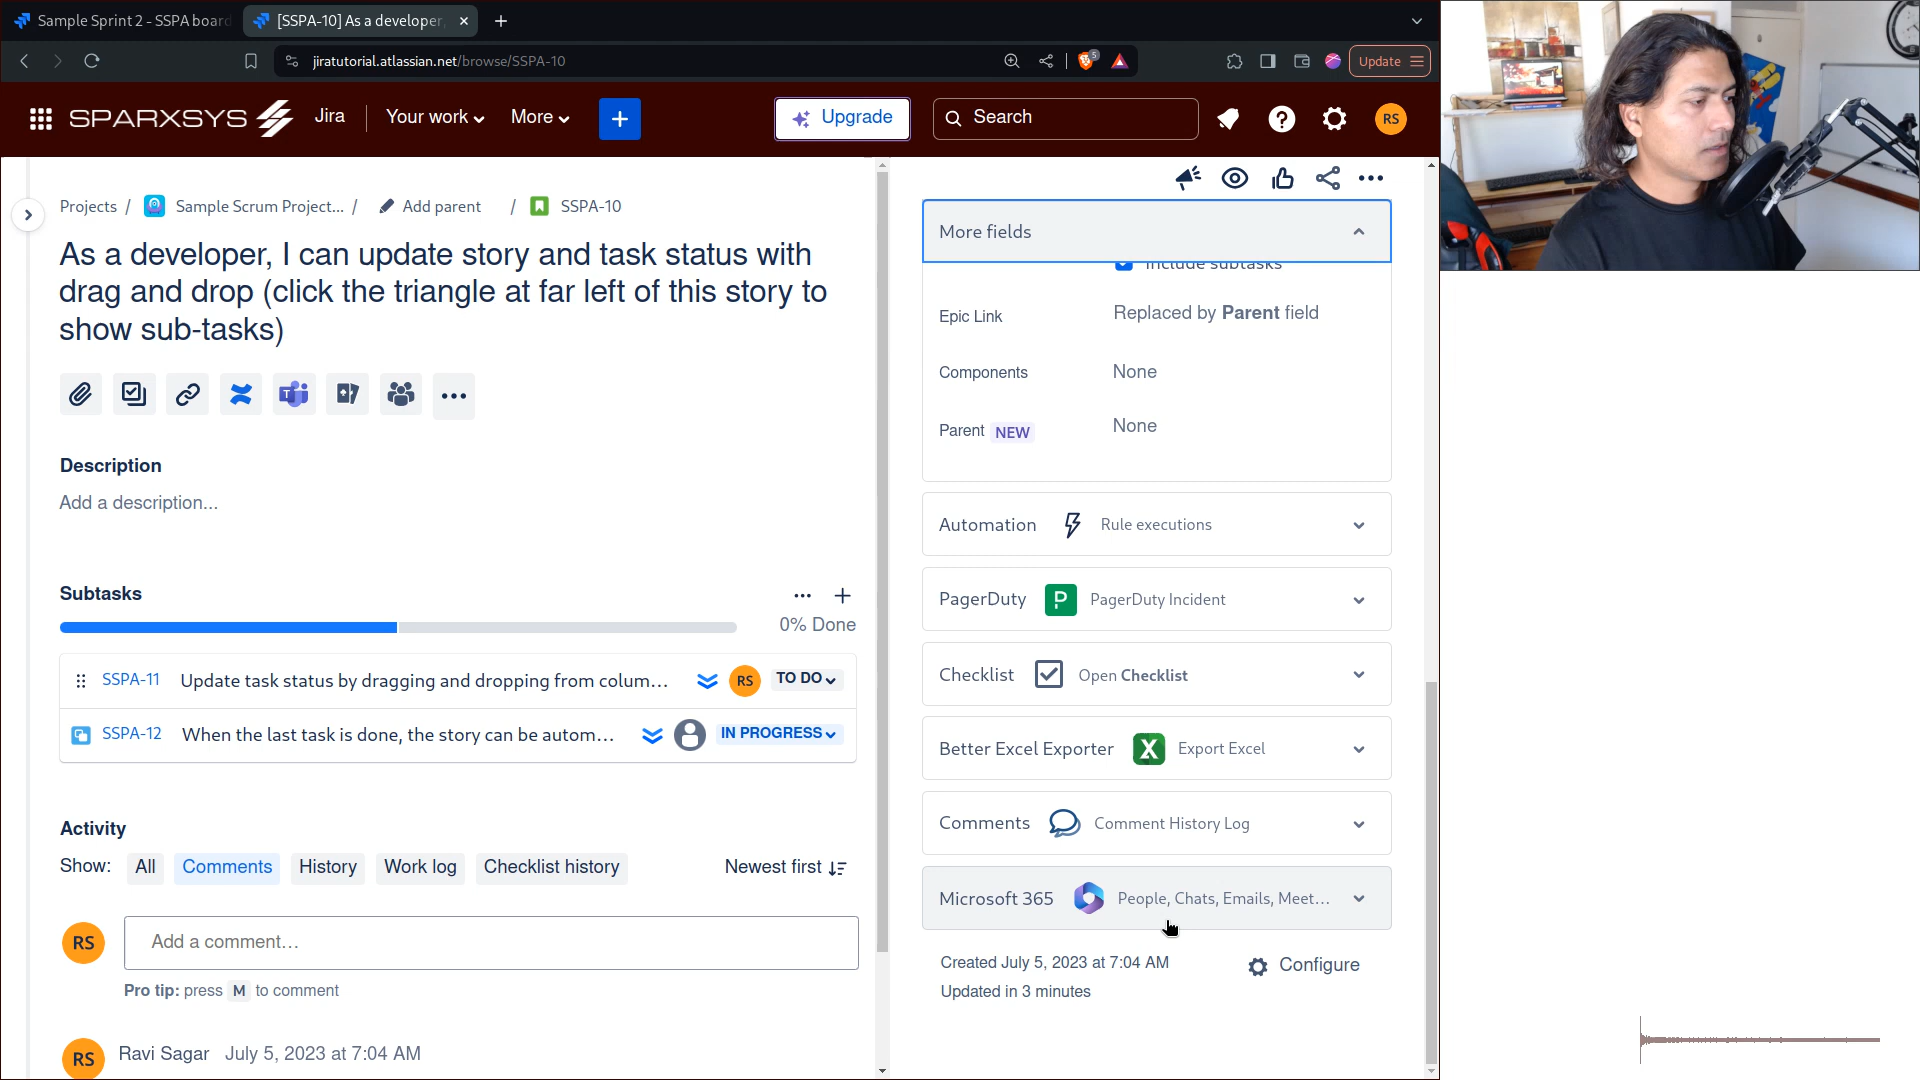 Sample Sprint 2 - SSPA board
[SSPA-10] As a developer,
jiratutorial.atlassian.net/browse/SSPA-10
5
Update
SPARXSYS
Jira
Your work
More
Upgrade
Search
RS
Projects /
Sample Scrum Project... /
Add parent
/
SSPA-10
As a developer, I can update story and task status with
drag and drop (click the triangle at far left of this story to
show sub-tasks)
Description
Add a description...
Subtasks
0% Done
SSPA-11
Update task status by dragging and dropping from colum...
RS
TO DO
SSPA-12
When the last task is done, the story can be autom...
IN PROGRESS
Activity
Show:
All
Comments
History
Work log
Checklist history
Newest first
RS
Add a comment...
Pro tip: press M to comment
RS
Ravi Sagar July 5, 2023 at 7:04 AM
More fields
Include subtasks
Epic Link
Replaced by Parent field
Components
None
Parent NEW
None
Automation
Rule executions
PagerDuty
P
PagerDuty Incident
Checklist
Open Checklist
Better Excel Exporter
X
Export Excel
Comments
Comment History Log
Microsoft 365
People, Chats, Emails, Meet...
Created July 5, 2023 at 7:04 AM
Configure
Updated in 3 minutes